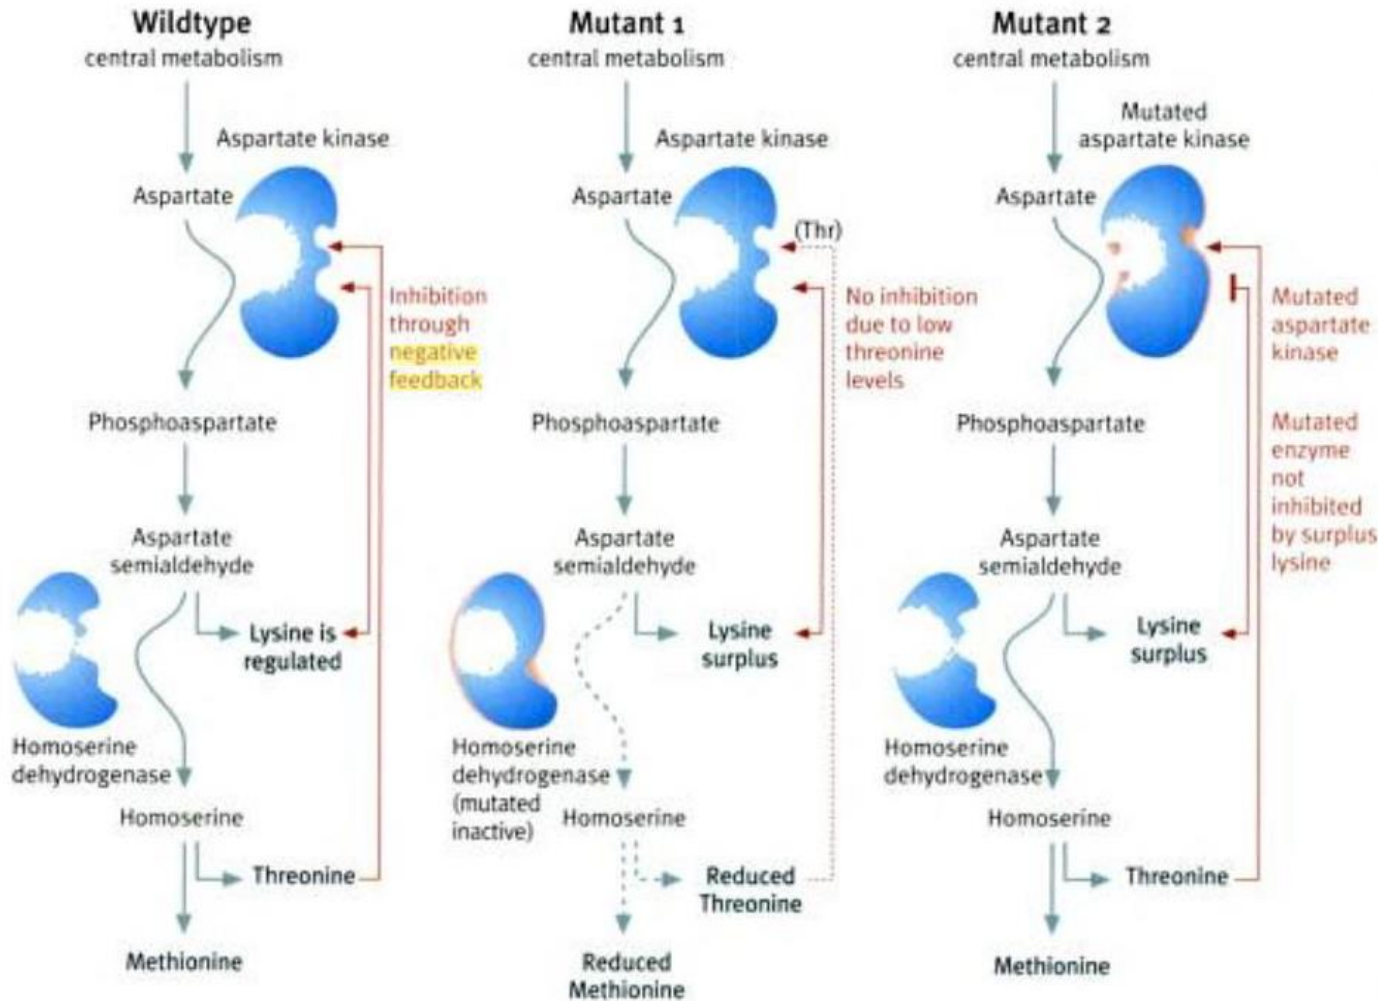 Wildtype
central metabolism
Aspartate kinase
Aspartate
Inhibition
through
negative
feedback
Phosphoaspartate
Aspartate
semialdehyde
Lysine is
regulated
Homoserine
dehydrogenase
Homoserine
Threonine
Methionine
Mutant 1
central metabolism
Aspartate kinase
Aspartate
(Thr)
No inhibition
due to low
threonine
levels
Phosphoaspartate
Aspartate
semialdehyde
Lysine
surplus
Homoserine
dehydrogenase
(mutated
inactive)
Homoserine
Reduced
Threonine
Reduced
Methionine
Mutant 2
central metabolism
Mutated
aspartate kinase
Aspartate
Mutated
aspartate
kinase
Phosphoaspartate
Mutated
enzyme
not
inhibited
by surplus
lysine
Aspartate
semialdehyde
Lysine
surplus
Homoserine
dehydrogenase
Homoserine
Threonine
Methionine